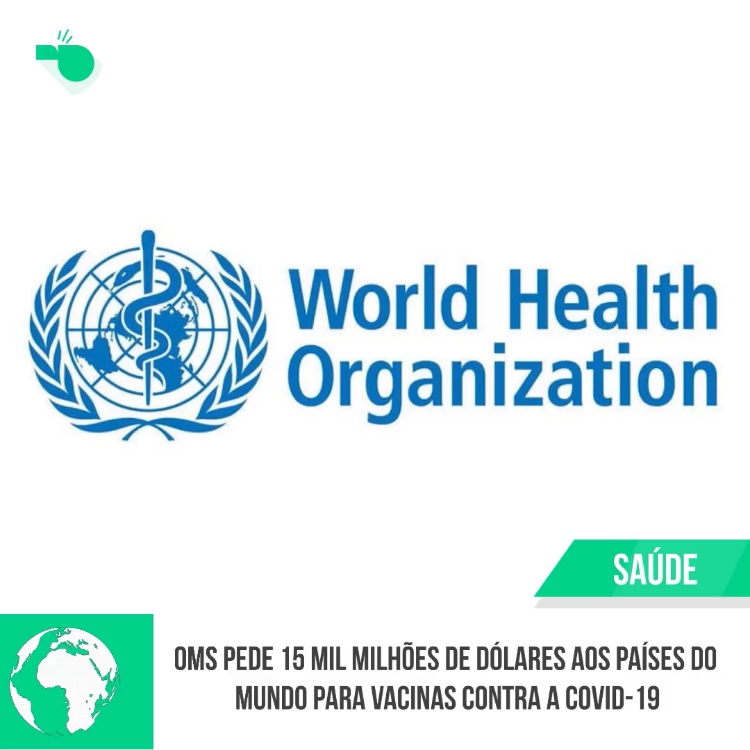 World Health
Organization
SAÚDE
OMS PEDE 15 MIL MILHÕES DE DÓLARES AOS PAÍSES DO
MUNDO PARA VACINAS CONTRA A COVID-19